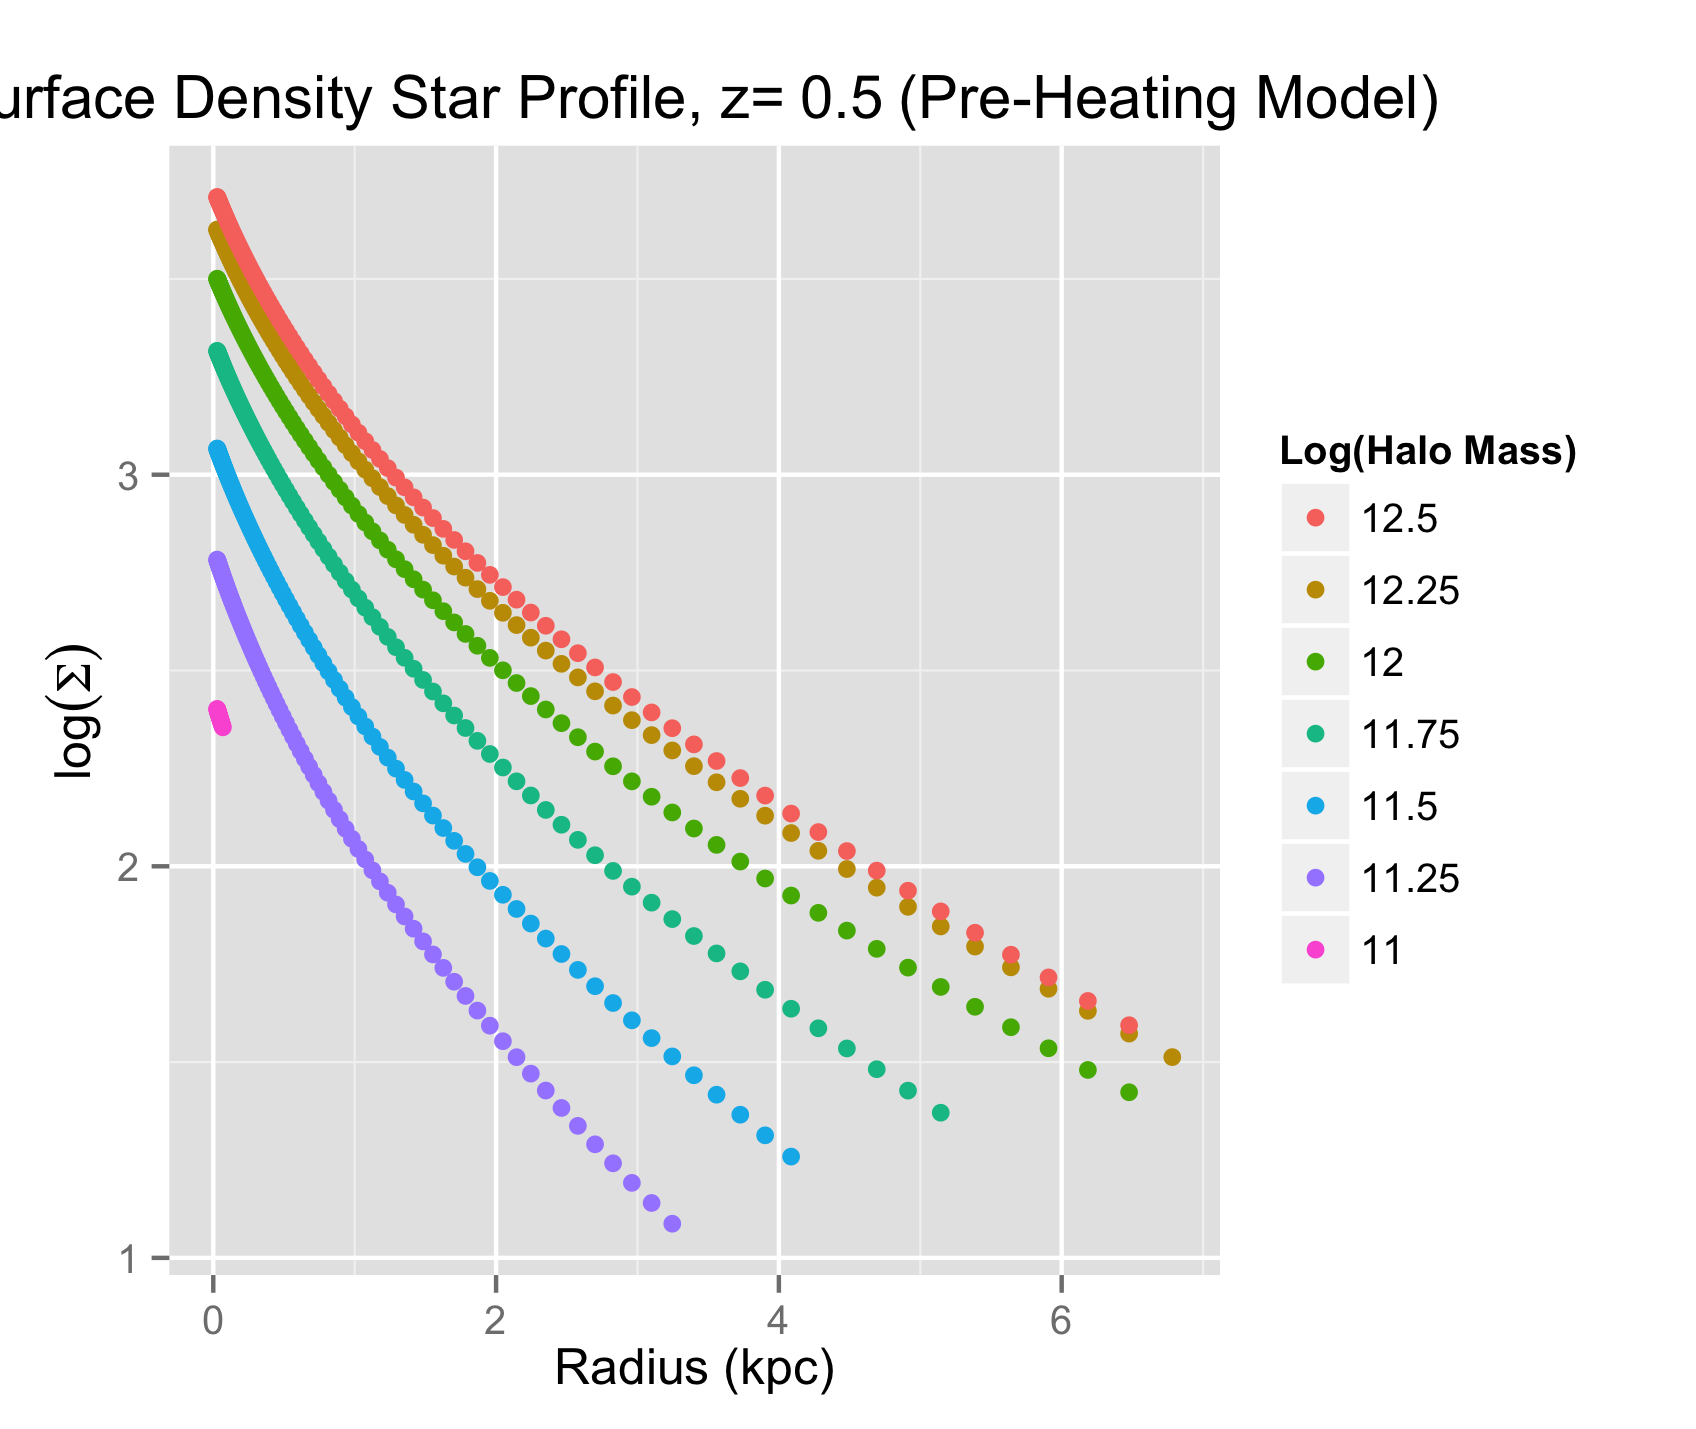 urface Density Star Profile, z= 0.5 (Pre-Heating Model)
log(Σ)
3
2
1
0 2 4 6
Radius (kpc)
Log(Halo Mass)
12.5
12.25
12
11.75
11.5
11.25
11